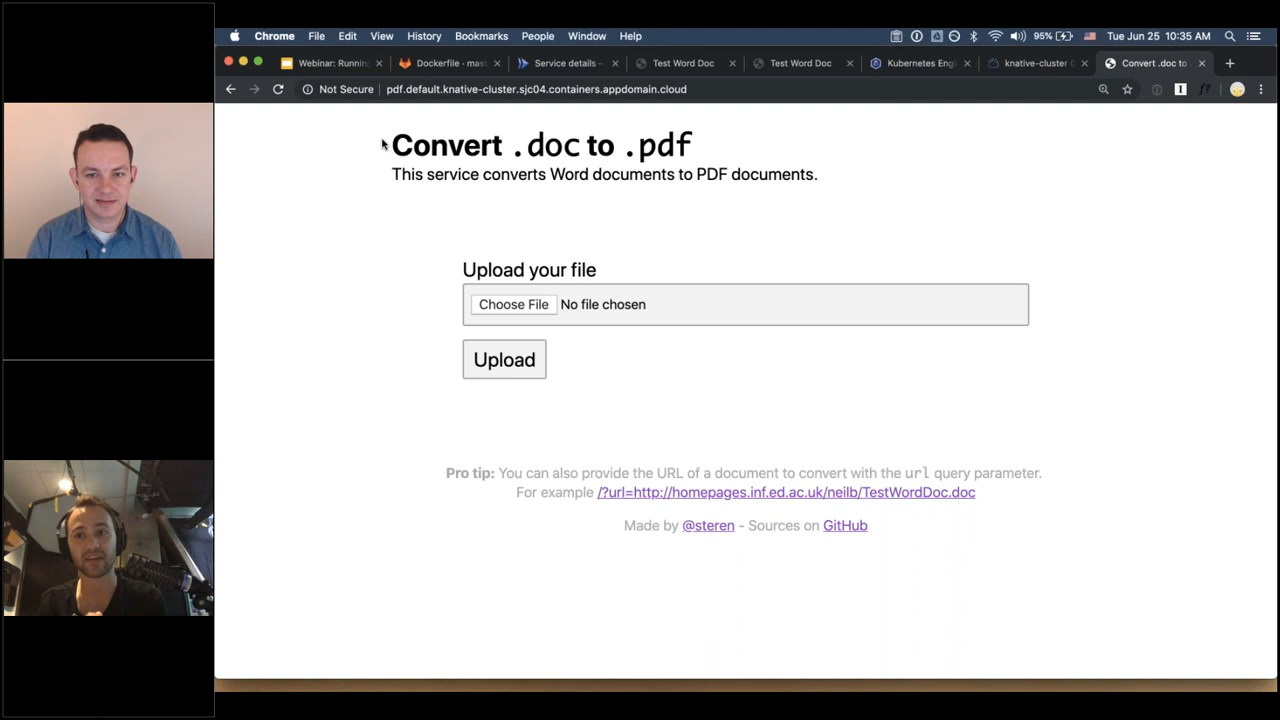 Chrome File Edit View History Bookmarks People Window Help 95% Tue Jun 25 10:35 AM
Webinar: Runnin Dockerfile · mast Service details – Test Word Doc Test Word Doc Kubernetes Eng knative-cluster Convert .doc to .
Not Secure pdf.default.knative-cluster.sjc04.containers.appdomain.cloud
Convert .doc to .pdf
This service converts Word documents to PDF documents.
Upload your file
Choose File No file chosen
Upload
Pro tip: You can also provide the URL of a document to convert with the url query parameter.
For example /?url=http://homepages.inf.ed.ac.uk/neilb/TestWordDoc.doc
Made by @steren - Sources on GitHub